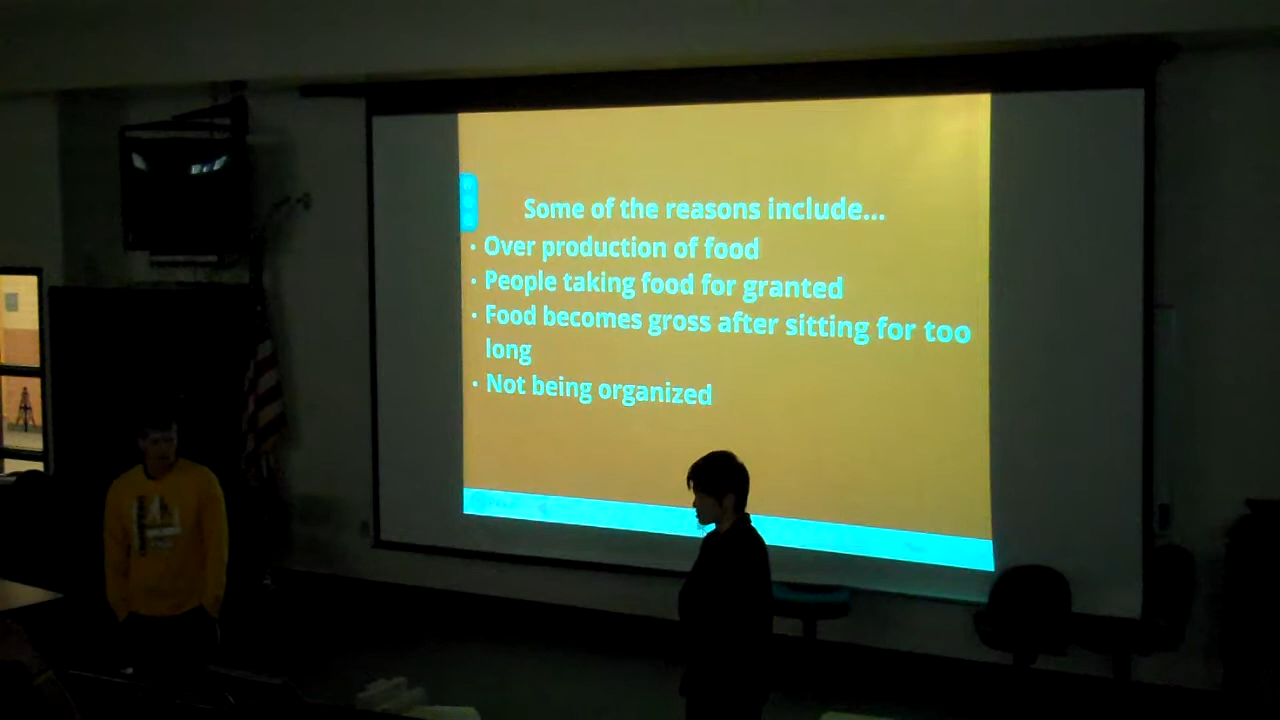 Some of the reasons include...
• Over production of food
• People taking food for granted
• Food becomes gross after sitting for too
long
• Not being organized